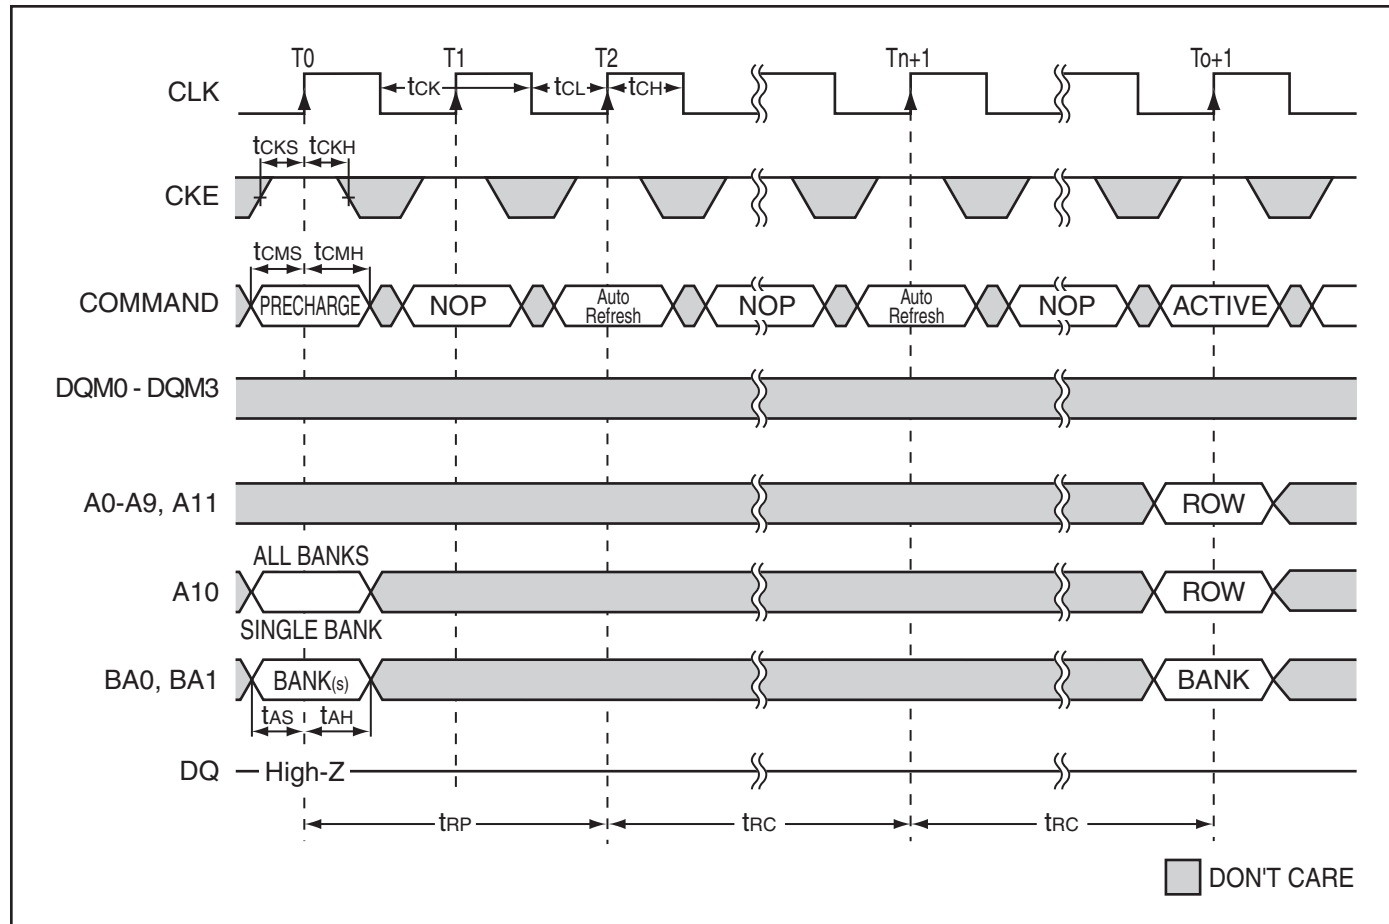 T0 T1 T2 Tn+1 To+1
CLK tCK tCL tCH
tCKS tCKH
CKE
tCMS tCMH
COMMAND PRECHARGE NOP Auto Refresh NOP Auto Refresh NOP ACTIVE
DQM0 - DQM3
A0-A9, A11 ROW
ALL BANKS
A10 ROW
SINGLE BANK
BA0, BA1 BANK(s) BANK
tAS tAH
DQ High-Z
tRP tRC tRC
DON'T CARE